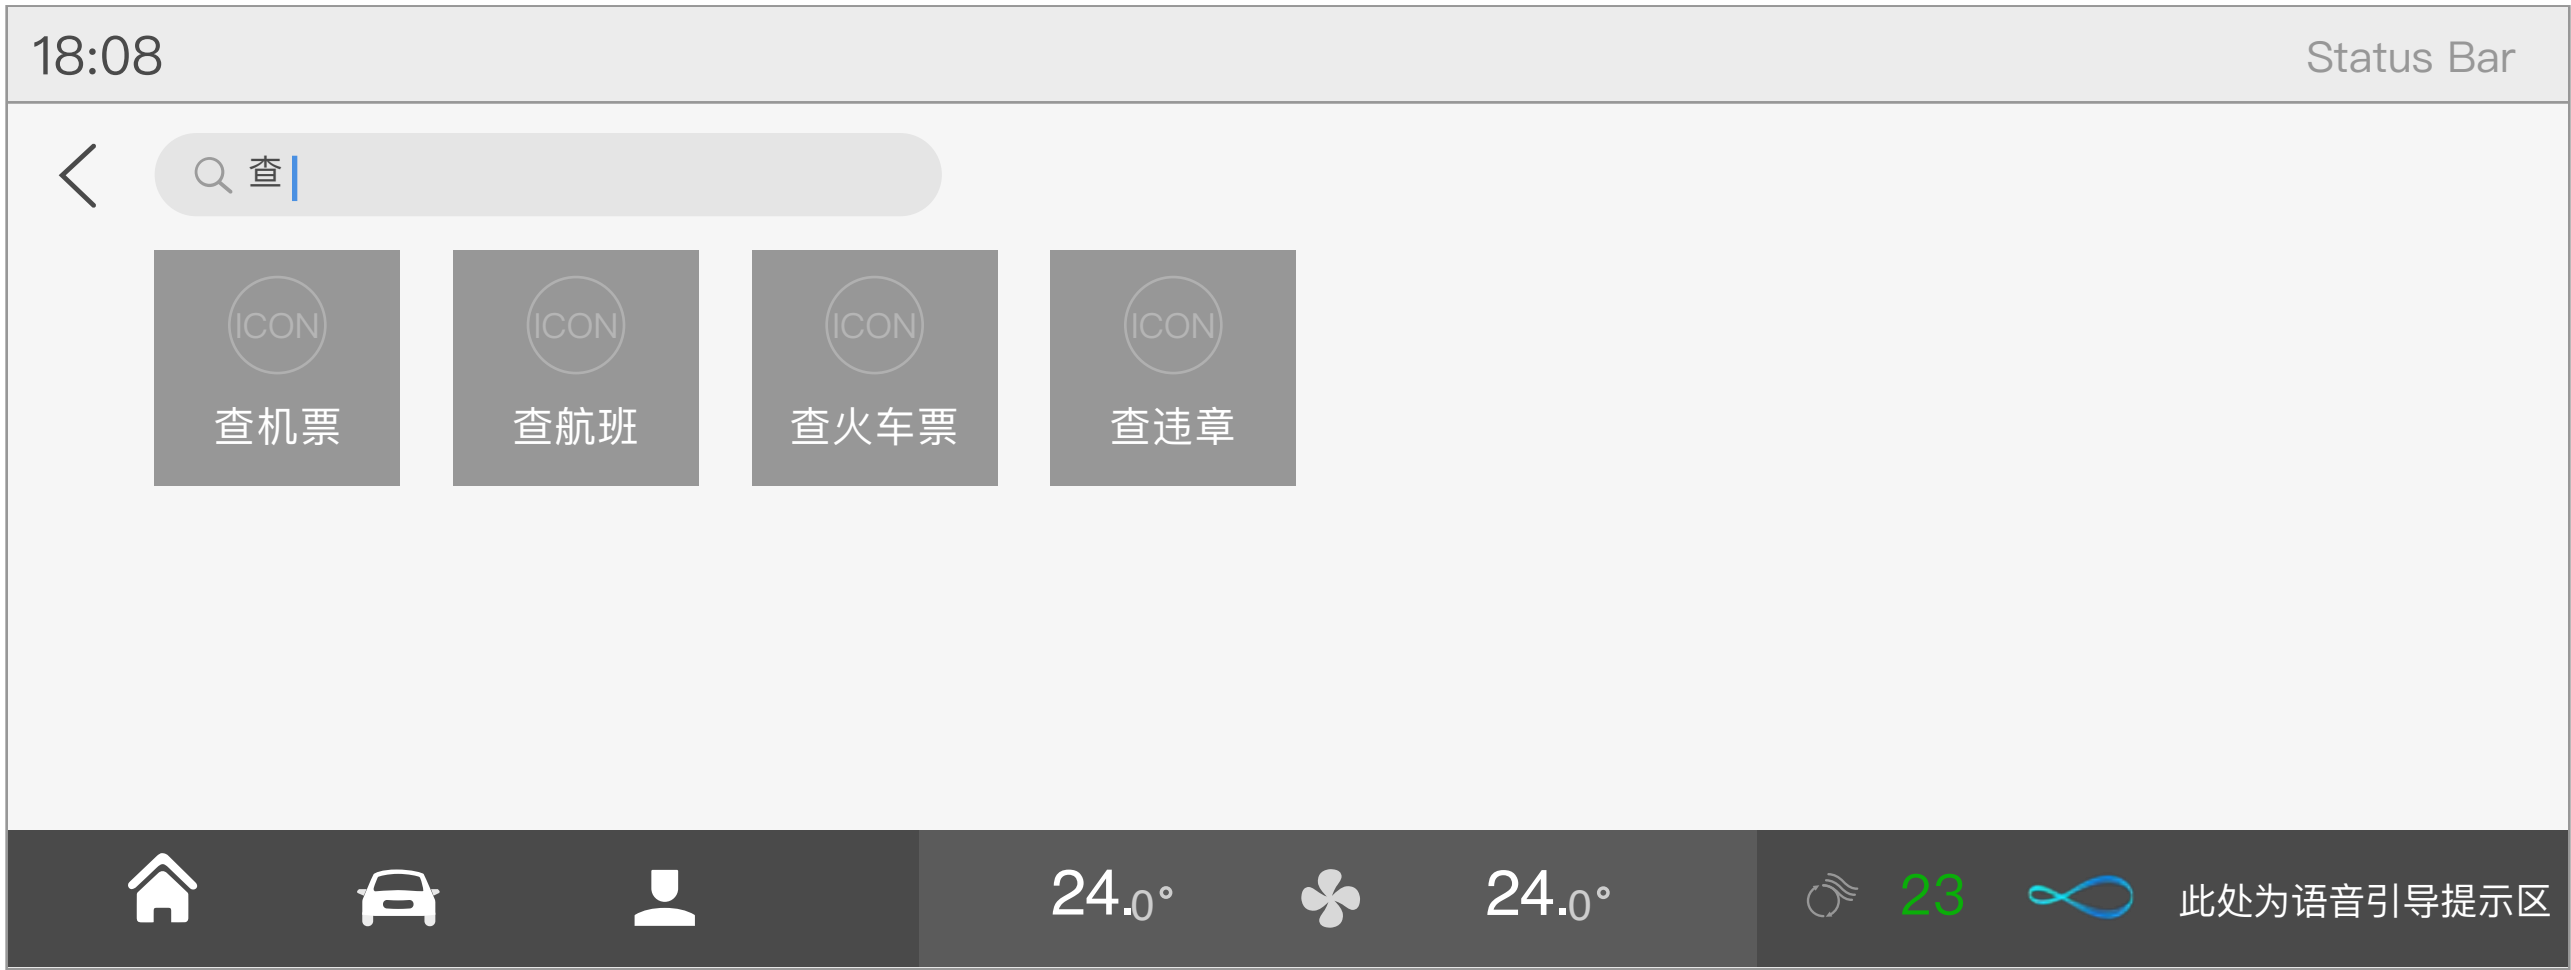 18:08
Status Bar
查
ICON
ICON
ICON
ICON
查机票
查航班
查火车票
查违章
24.0°
24.0°
23
此处为语音引导提示区